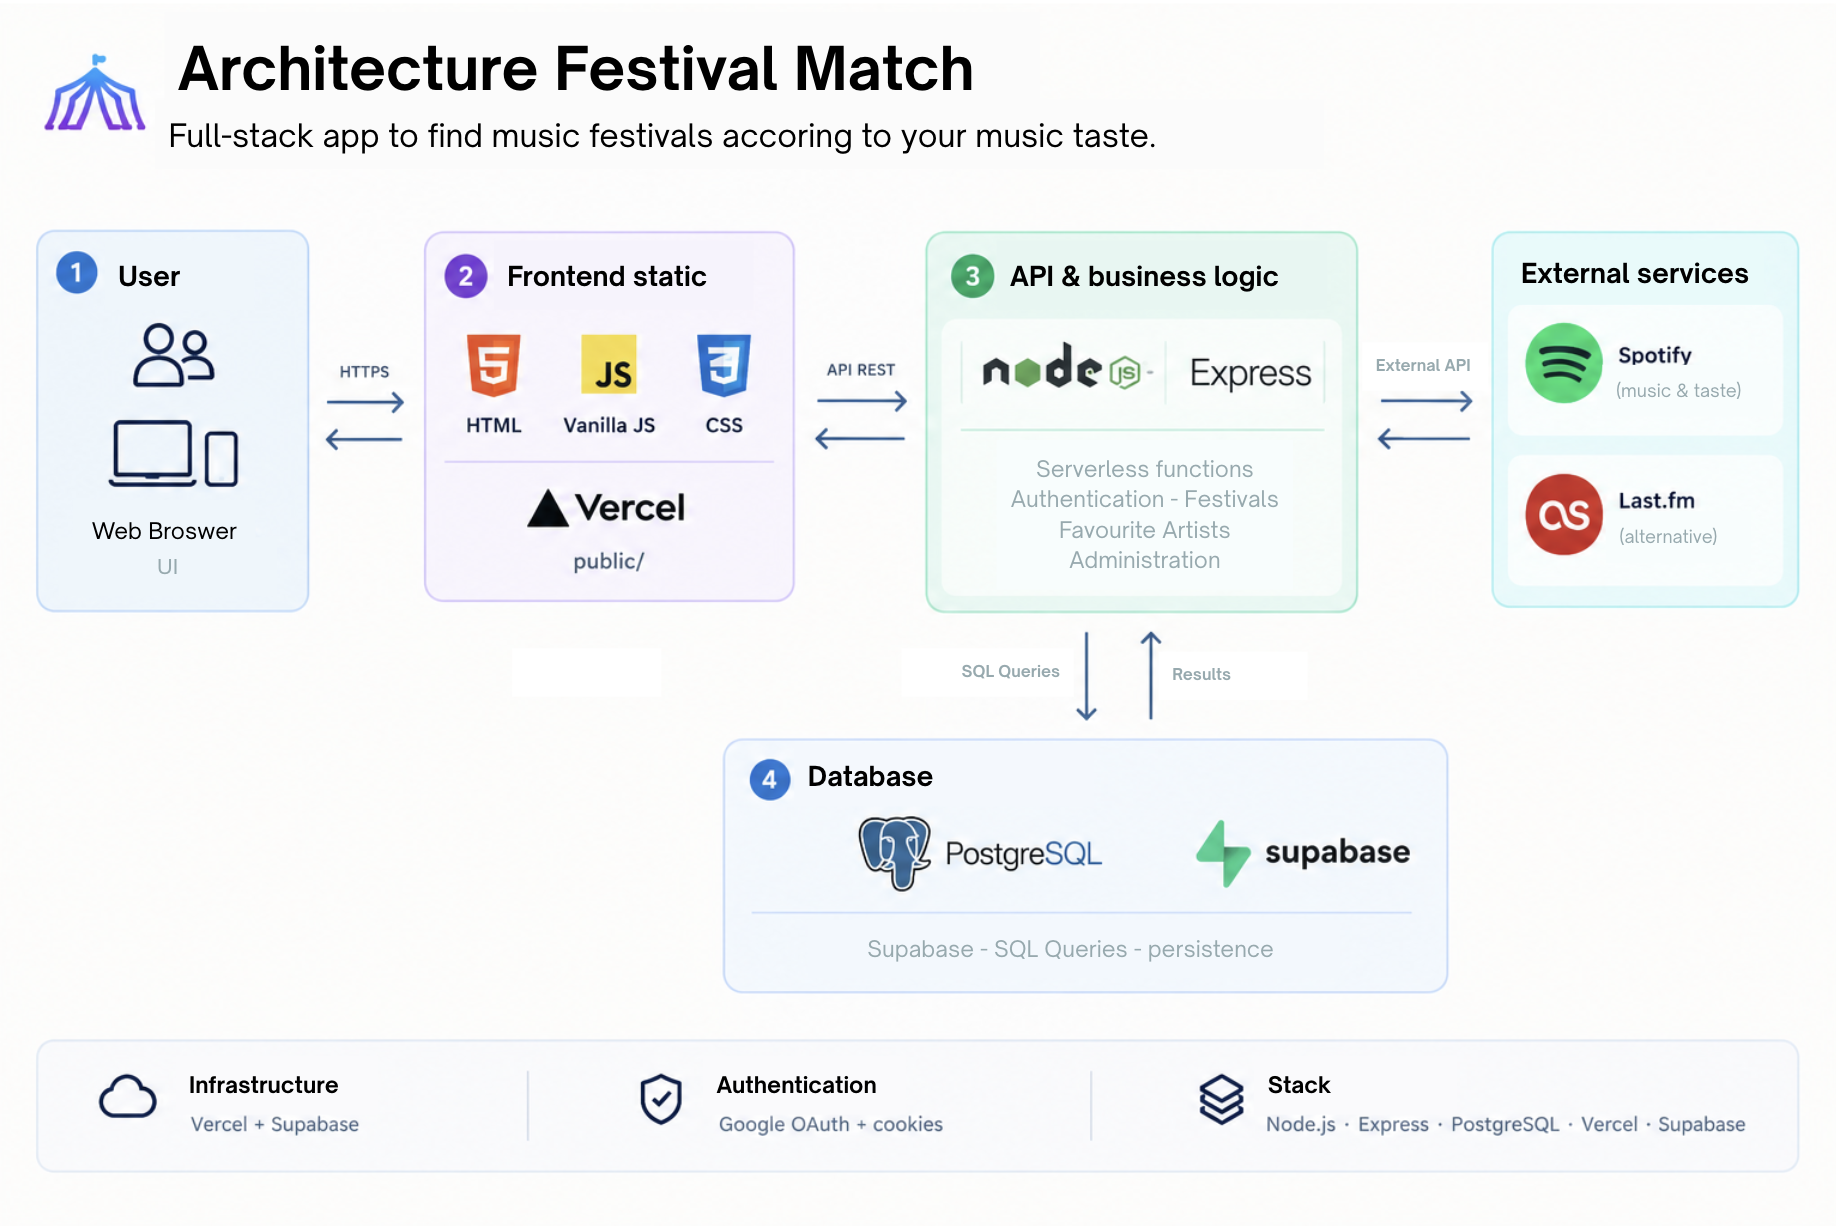 Architecture Festival Match
Full-stack app to find music festivals accoring to your music taste.
1 User
Web Broswer
UI
HTTPS
2 Frontend static
5 JS 3
HTML Vanilla JS CSS
Vercel
public/
API REST
3 API & business logic
node JS Express
Serverless functions
Authentication - Festivals
Favourite Artists
Administration
External API
External services
Spotify
(music & taste)
as
Last.fm
(alternative)
SQL Queries
Results
4 Database
PostgreSQL supabase
Supabase - SQL Queries - persistence
Infrastructure
Vercel + Supabase
Authentication
Google OAuth + cookies
Stack
Node.js · Express · PostgreSQL · Vercel · Supabase